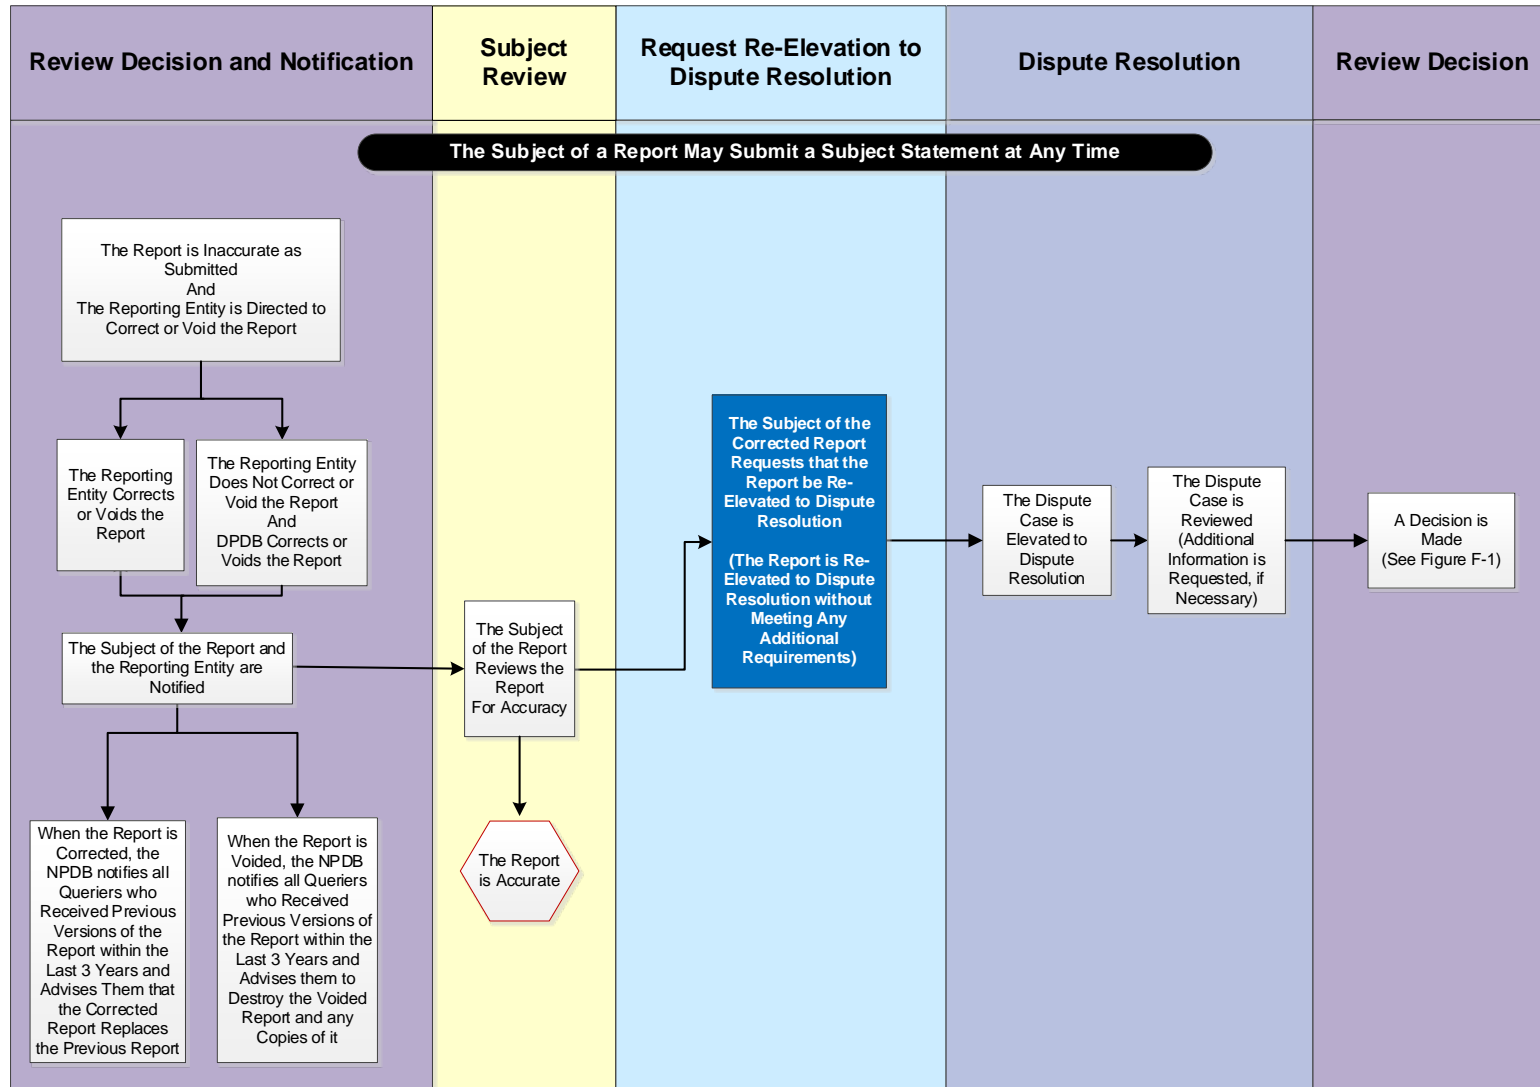 Review Decision and Notification
Subject
Review
Request Re-Elevation to
Dispute Resolution
Dispute Resolution
Review Decision
The Subject of a Report May Submit a Subject Statement at Any Time
The Report is Inaccurate as
Submitted
And
The Reporting Entity is Directed to
Correct or Void the Report
The Reporting
Entity Corrects
or Voids the
Report
The Reporting Entity
Does Not Correct or
Void the Report
And
DPDB Corrects or
Voids the Report
The Subject of the Report and
the Reporting Entity are
Notified
When the Report is
Corrected, the
NPDB notifies all
Queriers who
Received Previous
Versions of the
Report within the
Last 3 Years and
Advises Them that
the Corrected
Report Replaces
the Previous Report
When the Report is
Voided, the NPDB
notifies all Queriers
who Received
Previous Versions of
the Report within the
Last 3 Years and
Advises them to
Destroy the Voided
Report and any
Copies of it
The Subject
of the Report
Reviews the
Report
For Accuracy
The Report
is Accurate
The Subject of the
Corrected Report
Requests that the
Report be Re-
Elevated to Dispute
Resolution
(The Report is Re-
Elevated to Dispute
Resolution without
Meeting Any
Additional
Requirements)
The Dispute
Case is
Elevated to
Dispute
Resolution
The Dispute
Case is
Reviewed
(Additional
Information is
Requested, if
Necessary)
A Decision is
Made
(See Figure F-1)